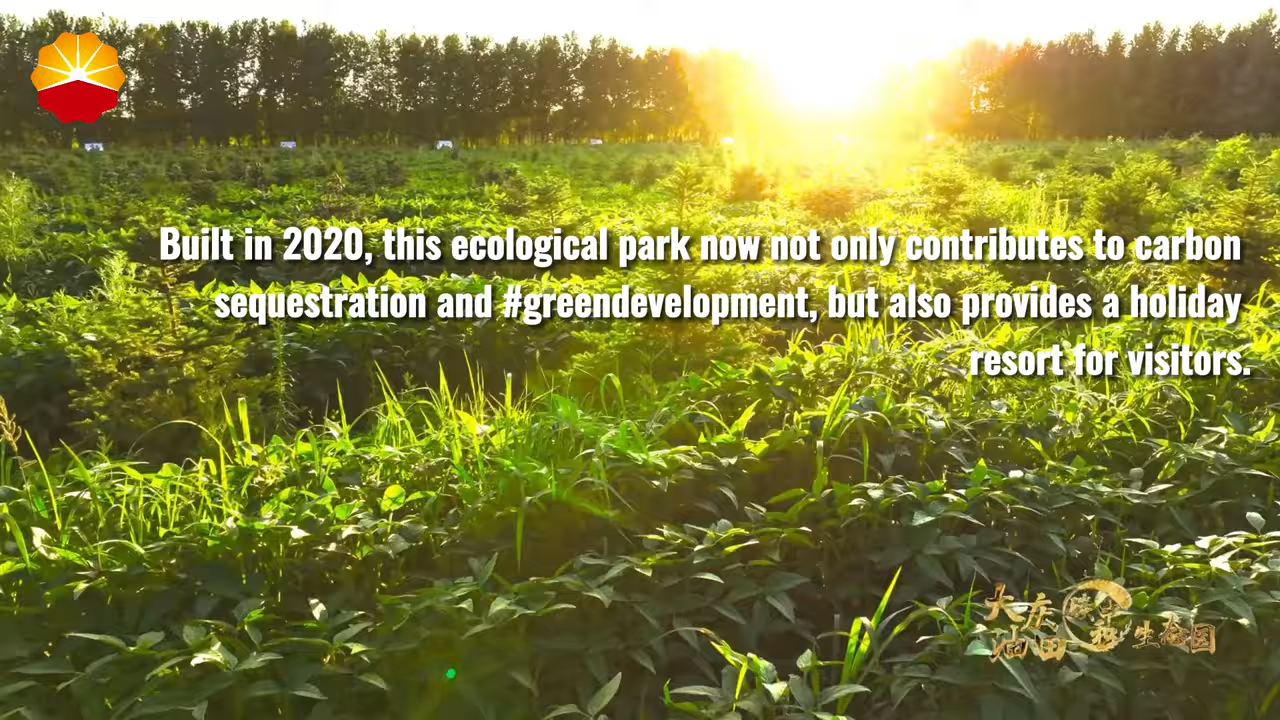 Built in 2020, this ecological park now not only contributes to carbon
sequestration and #greendevelopment, but also provides a holiday
resort for visitors.
大庆
油田
生态园